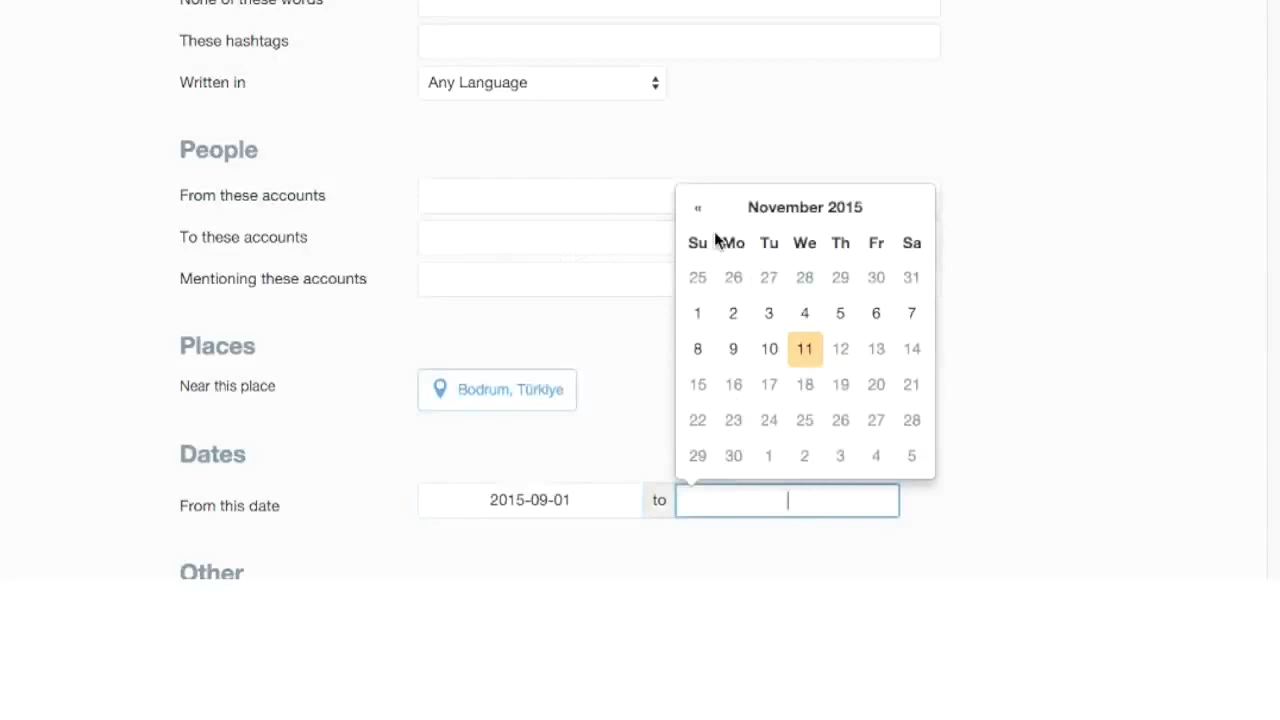 None of these words
These hashtags
Written in
Any Language
People
From these accounts
To these accounts
Mentioning these accounts
« November 2015
Su Mo Tu We Th Fr Sa
25 26 27 28 29 30 31
1 2 3 4 5 6 7
8 9 10 11 12 13 14
15 16 17 18 19 20 21
22 23 24 25 26 27 28
29 30 1 2 3 4 5
Places
Near this place
Bodrum, Türkiye
Dates
From this date
2015-09-01
to
Other